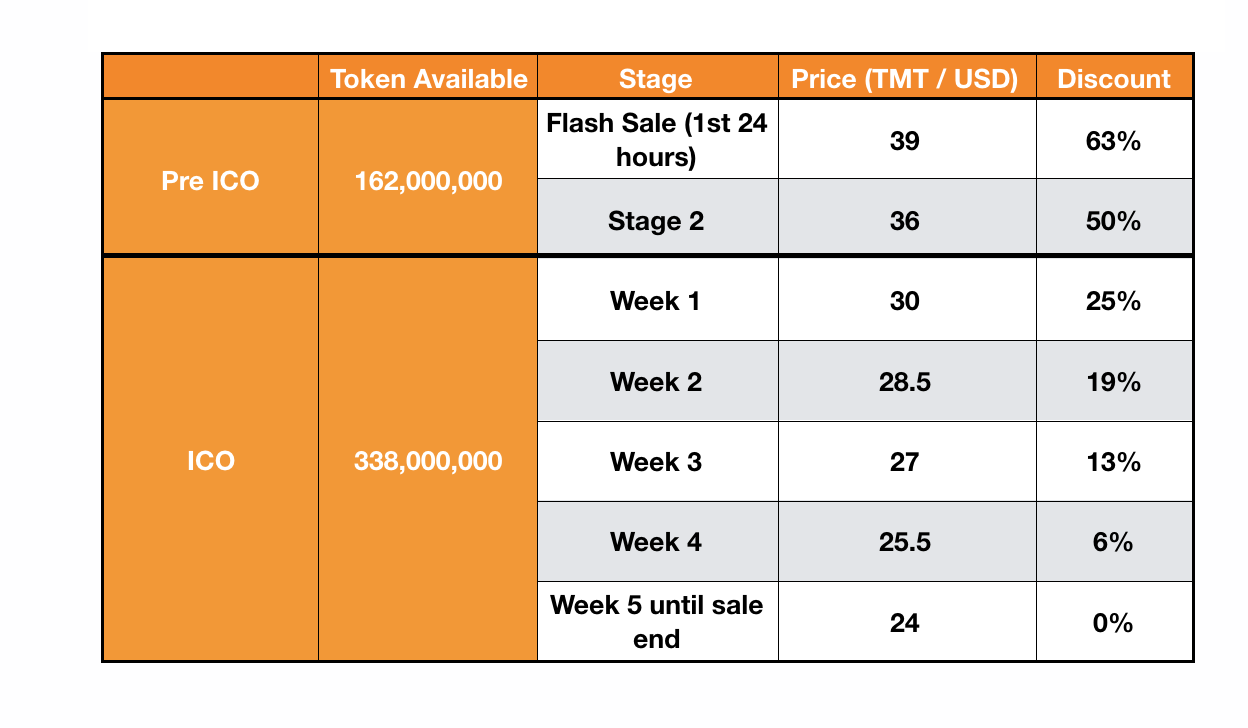 Token Available Stage Price (TMT / USD) Discount
Pre ICO 162,000,000
Flash Sale (1st 24
hours)
39 63%
Stage 2 36 50%
ICO 338,000,000
Week 1 30 25%
Week 2 28.5 19%
Week 3 27 13%
Week 4 25.5 6%
Week 5 until sale
end
24 0%